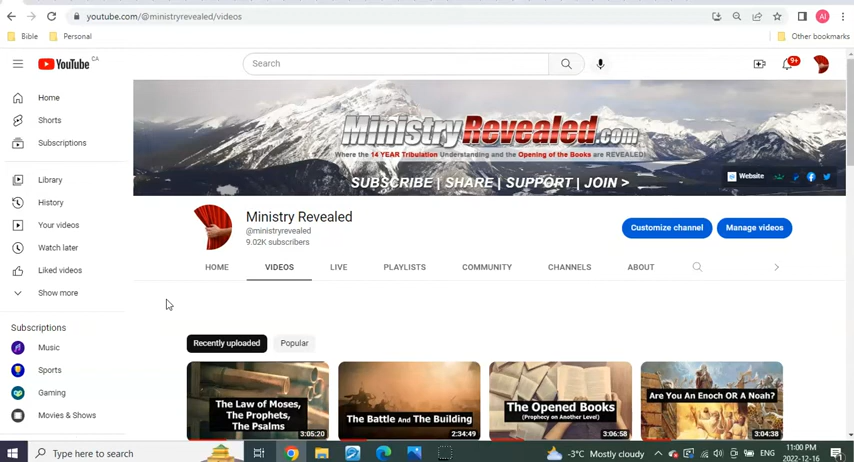 youtube.com/@ministryrevealed/videos
AI
Bible
Personal
Other bookmarks
YouTube CA
Search
9+
MinistryRevealed.com
Where the 14 YEAR Tribulation Understanding and the Opening of the Books are REVEALED!
SUBSCRIBE | SHARE | SUPPORT | JOIN >
Website
Home
Shorts
Subscriptions
Library
History
Your videos
Watch later
Liked videos
Show more
Subscriptions
Music
Sports
Gaming
Movies & Shows
Ministry Revealed
@ministryrevealed
9.02K subscribers
Customize channel
Manage videos
HOME
VIDEOS
LIVE
PLAYLISTS
COMMUNITY
CHANNELS
ABOUT
Recently uploaded
Popular
The Law of Moses,
The Prophets,
The Psalms
3:05:20
The Battle And The Building
2:34:49
The Opened Books
(Prophecy on Another Level)
3:06:58
Are You An Enoch OR A Noah?
3:04:38
Type here to search
-3°C Mostly cloudy
ENG
11:00 PM
2022-12-16